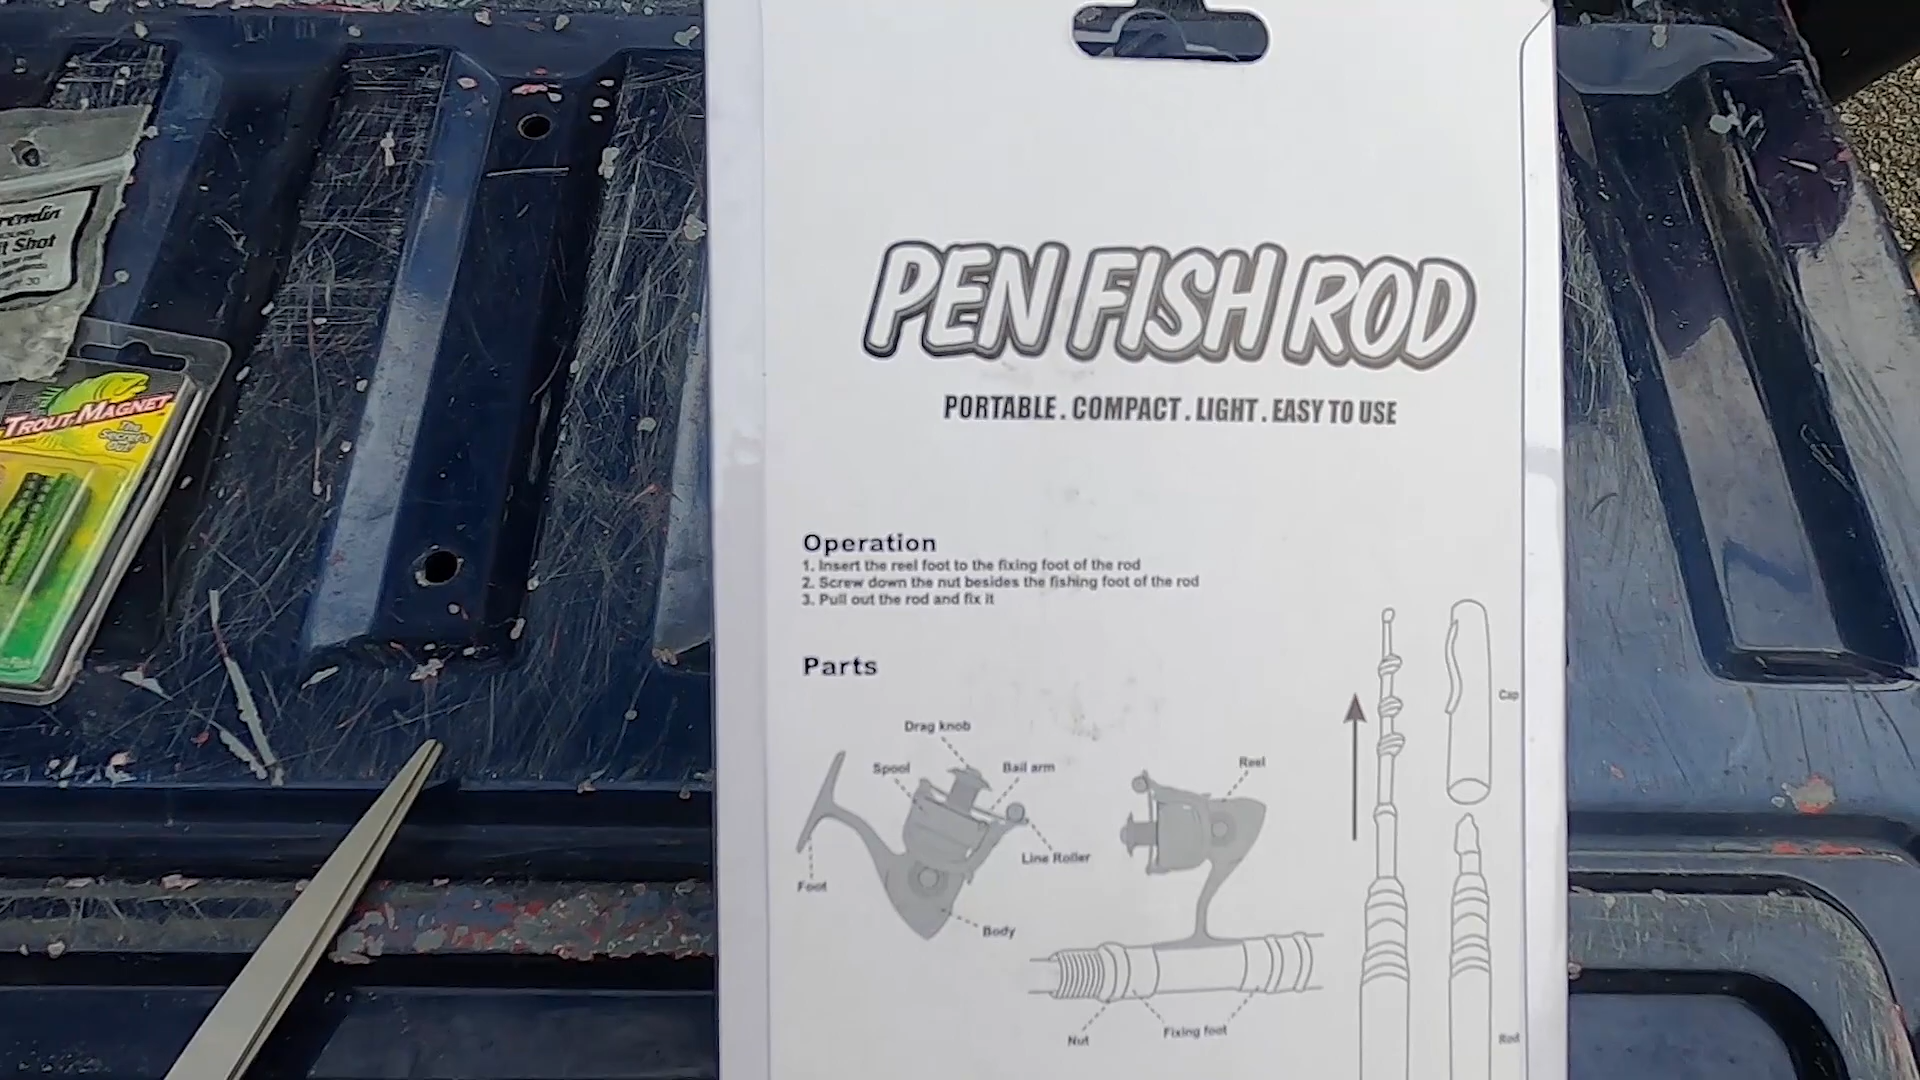 PEN FISH ROD
PORTABLE . COMPACT . LIGHT . EASY TO USE
Operation
1. Insert the reel foot to the fixing foot of the rod
2. Screw down the nut besides the fishing foot of the rod
3. Pull out the rod and fix it
Parts
Drag knob
Spool
Bail arm
Reel
Line Roller
Foot
Body
Nut
Fixing foot
Cap
Rod
Shot
TROUT MAGNET
The
Secret's
Out!